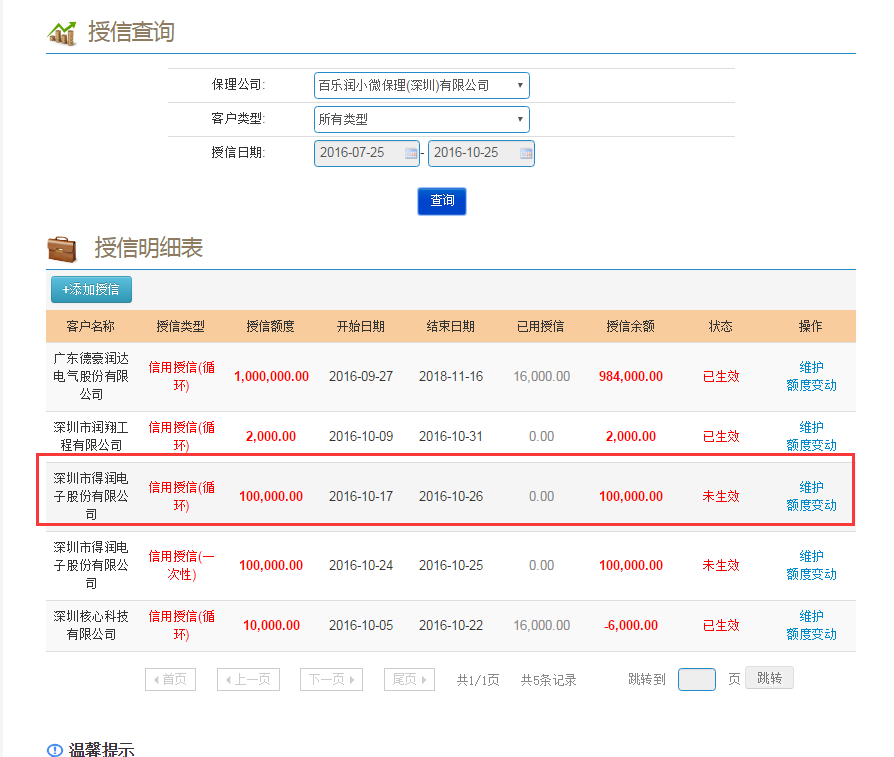 授信查询
保理公司: 百乐润小微保理(深圳)有限公司
客户类型: 所有类型
授信日期: 2016-07-25 - 2016-10-25
查询
授信明细表
+添加授信
客户名称 授信类型 授信额度 开始日期 结束日期 已用授信 授信余额 状态 操作
广东德豪润达
电气股份有限
公司
信用授信(循
环)
1,000,000.00 2016-09-27 2018-11-16 16,000.00 984,000.00 已生效
维护
额度变动
深圳市润翔工
程有限公司
信用授信(循
环)
2,000.00 2016-10-09 2016-10-31 0.00 2,000.00 已生效
维护
额度变动
深圳市得润电
子股份有限公
司
信用授信(循
环)
100,000.00 2016-10-17 2016-10-26 0.00 100,000.00 未生效
维护
额度变动
深圳市得润电
子股份有限公
司
信用授信(一
次性)
100,000.00 2016-10-24 2016-10-25 0.00 100,000.00 未生效
维护
额度变动
深圳核心科技
有限公司
信用授信(循
环)
10,000.00 2016-10-05 2016-10-22 16,000.00 -6,000.00 已生效
维护
额度变动
首页 上一页 下一页 尾页 共1/1页 共5条记录 跳转到 页 跳转
温馨提示